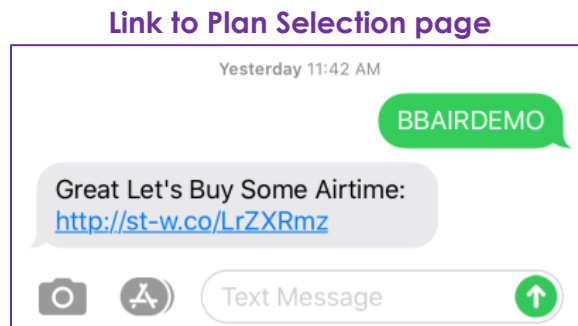 Link to Plan Selection page
Yesterday 11:42 AM
BBAIRDEMO
Great Let's Buy Some Airtime:
http://st-w.co/LrZXRmz
Text Message